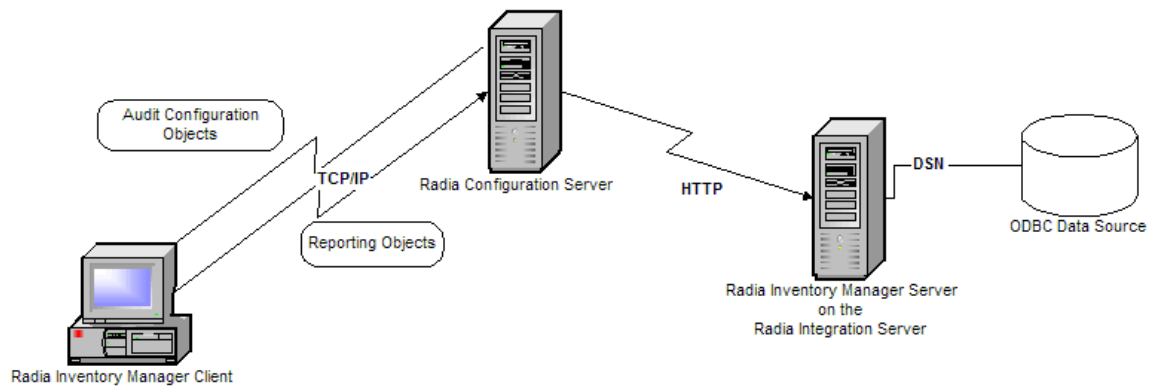 Audit Configuration
Objects
TCP/IP
Radia Configuration Server
Reporting Objects
HTTP
DSN
ODBC Data Source
Radia Inventory Manager Server
on the
Radia Integration Server
Radia Inventory Manager Client